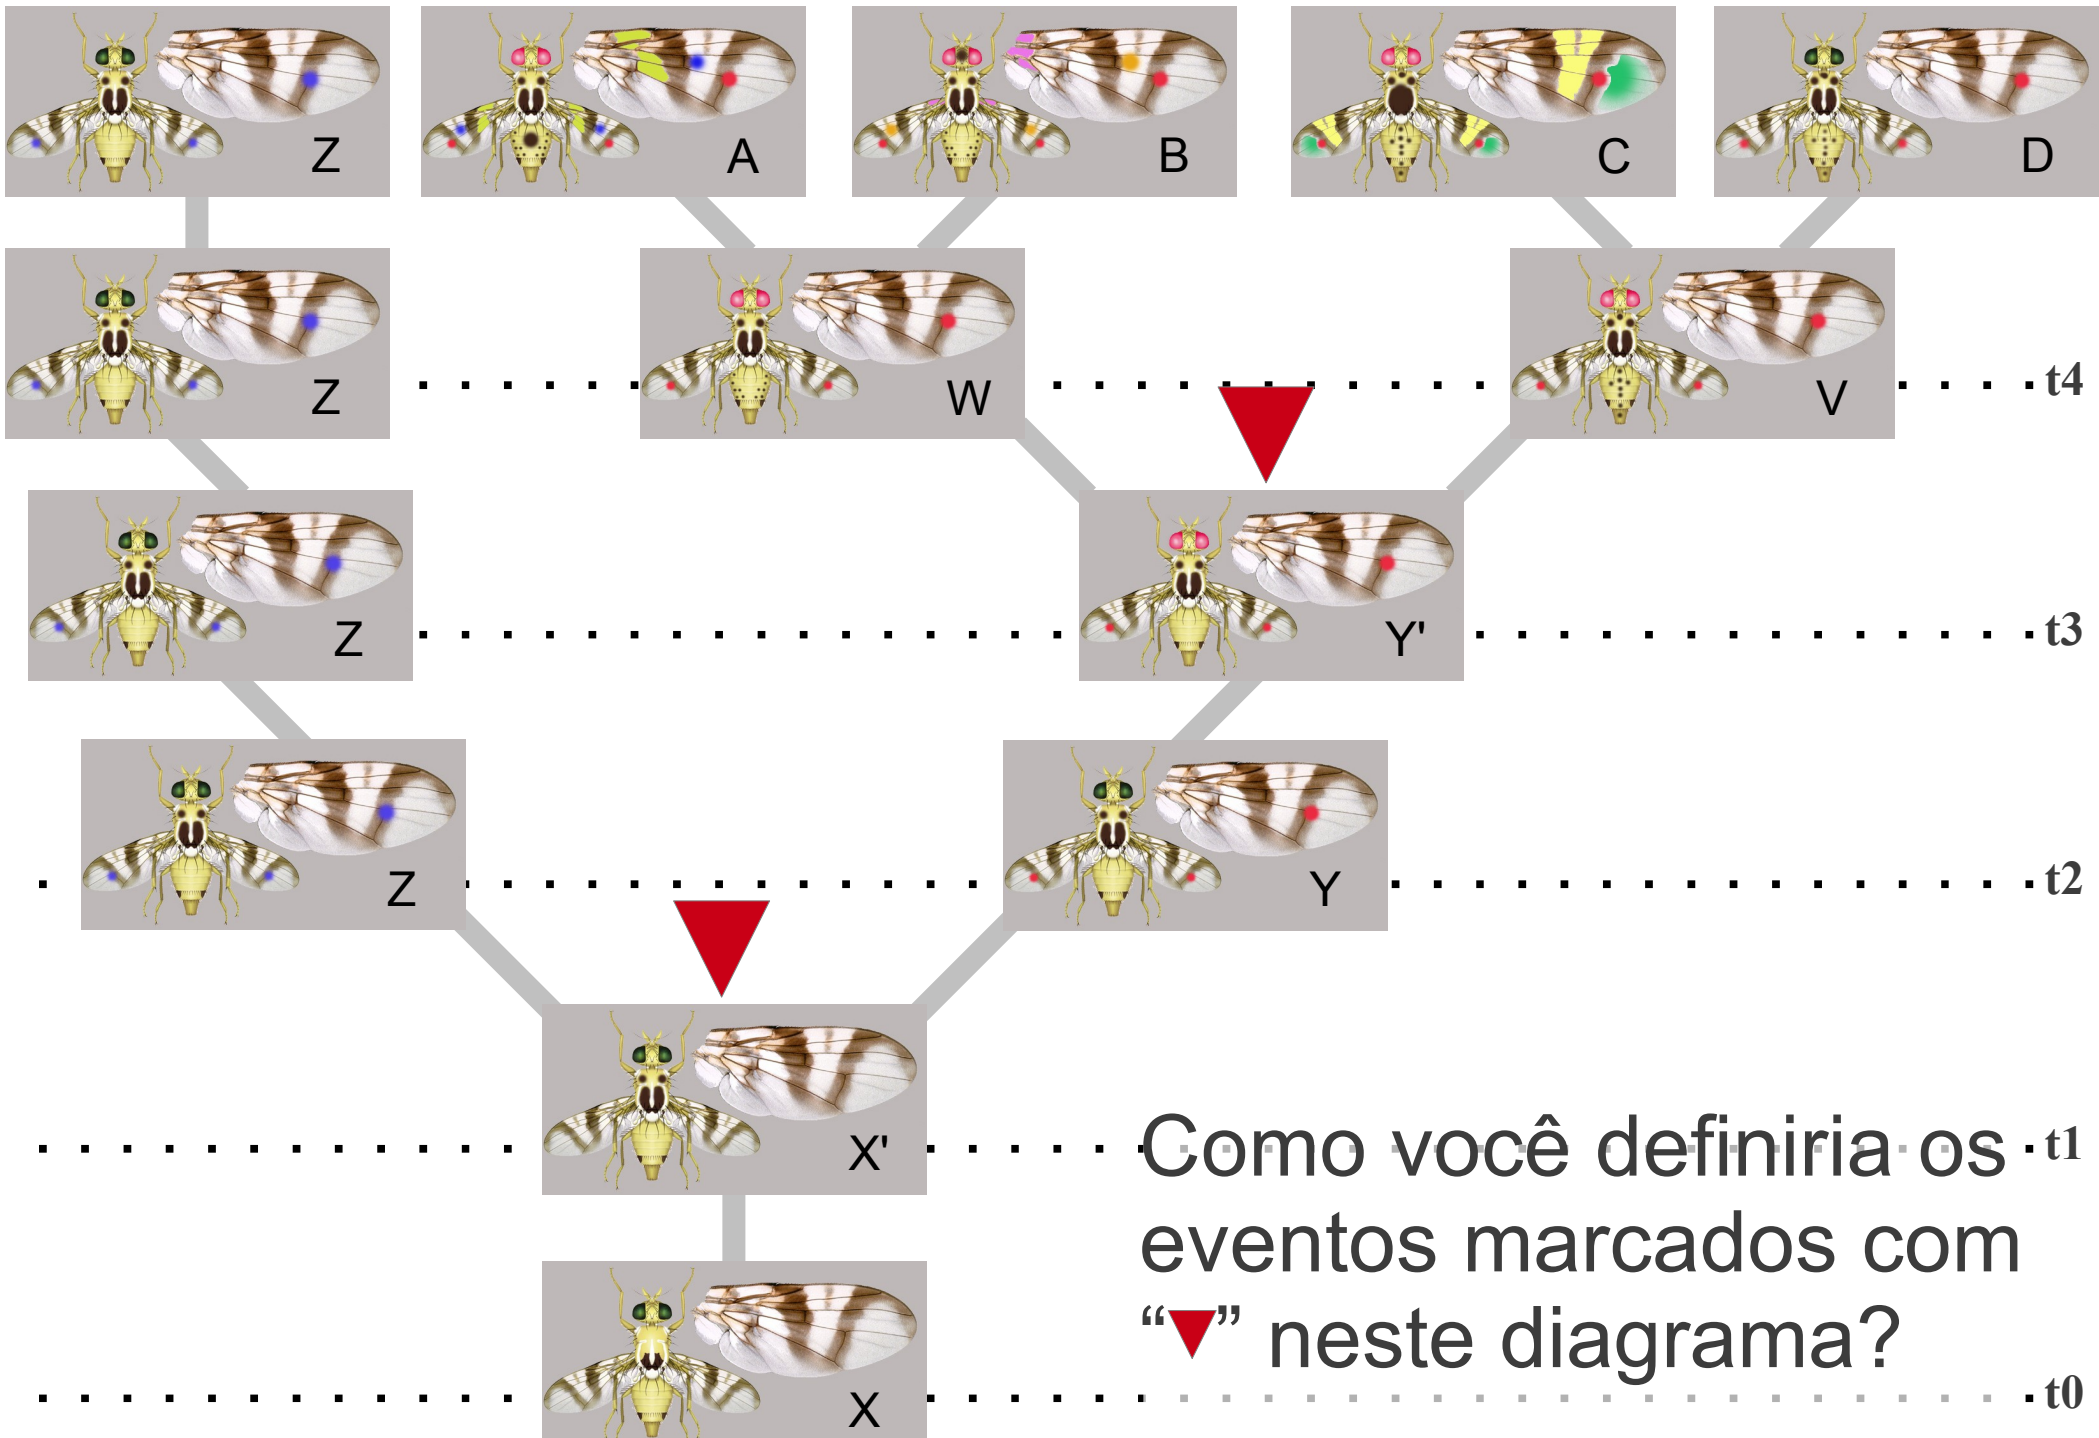 Z
A
B
C
D
Z
W
V
t4
Z
Y'
t3
Z
Y
t2
X'
t1
Como você definiria os
eventos marcados com
“▼” neste diagrama?
X
t0